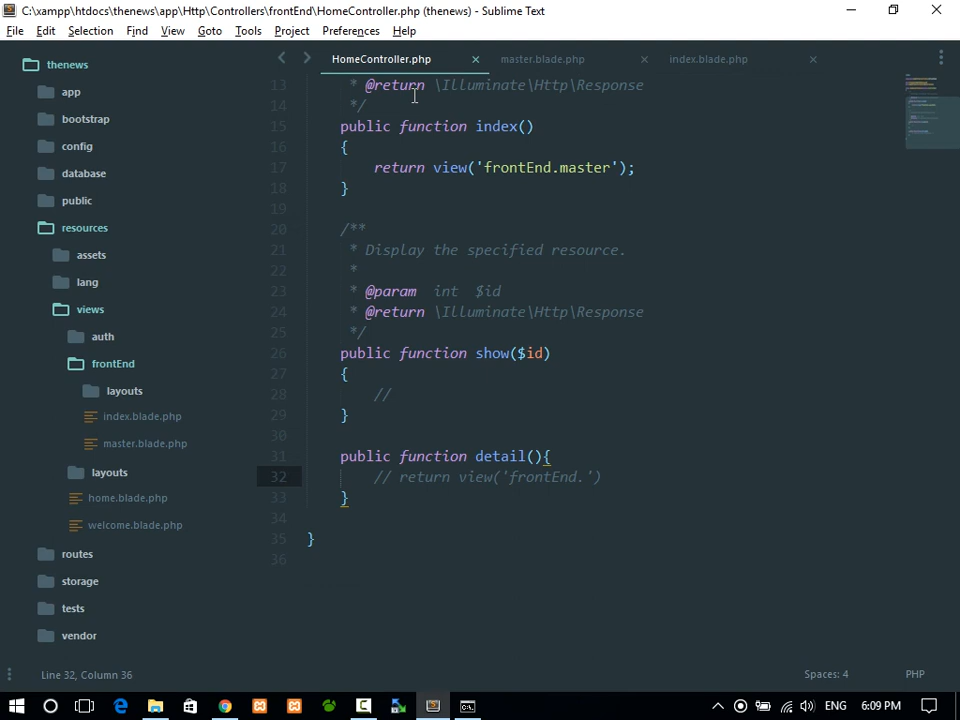 C:\xampp\htdocs\thenews\app\Http\Controllers\frontEnd\HomeController.php (thenews) - Sublime Text
File Edit Selection Find View Goto Tools Project Preferences Help
thenews
app
bootstrap
config
database
public
resources
assets
lang
views
auth
frontEnd
layouts
index.blade.php
master.blade.php
layouts
home.blade.php
welcome.blade.php
routes
storage
tests
vendor
HomeController.php master.blade.php index.blade.php
13 * @return \Illuminate\Http\Response
14 */
15 public function index()
16 {
17 return view('frontEnd.master');
18 }
19
20 /**
21 * Display the specified resource.
22 *
23 * @param int $id
24 * @return \Illuminate\Http\Response
25 */
26 public function show($id)
27 {
28 //
29 }
30
31 public function detail(){
32 // return view('frontEnd.')
33 }
34
35 }
36
Line 32, Column 36 Spaces: 4 PHP
ENG 6:09 PM